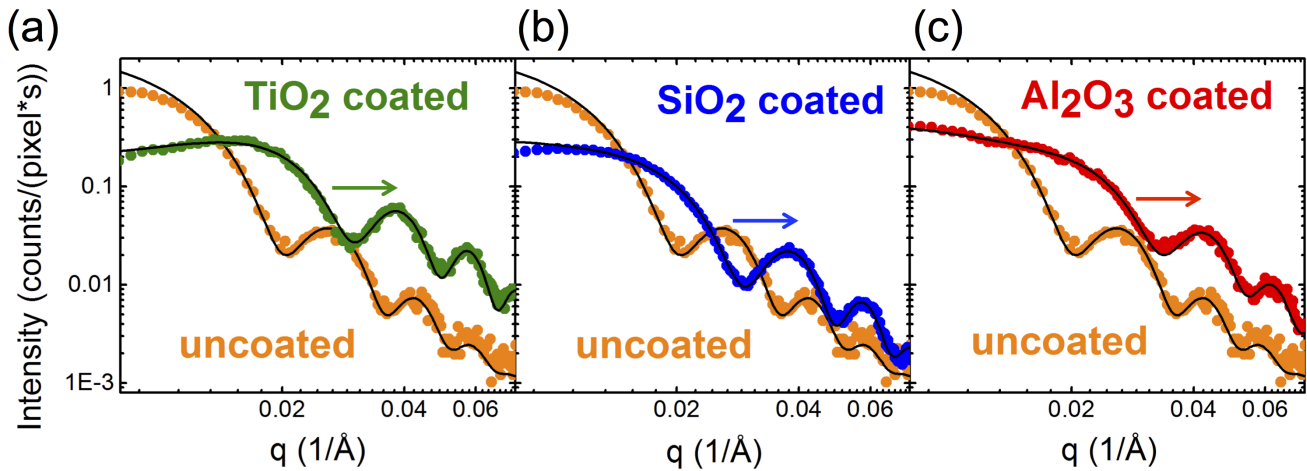 (a)
(b)
(c)
Intensity (counts/(pixel*s))
1
0.1
0.01
1E-3
TiO₂ coated
SiO₂ coated
Al₂O₃ coated
uncoated
uncoated
uncoated
0.02
0.04
0.06
0.02
0.04
0.06
0.02
0.04
0.06
q (1/Å)
q (1/Å)
q (1/Å)